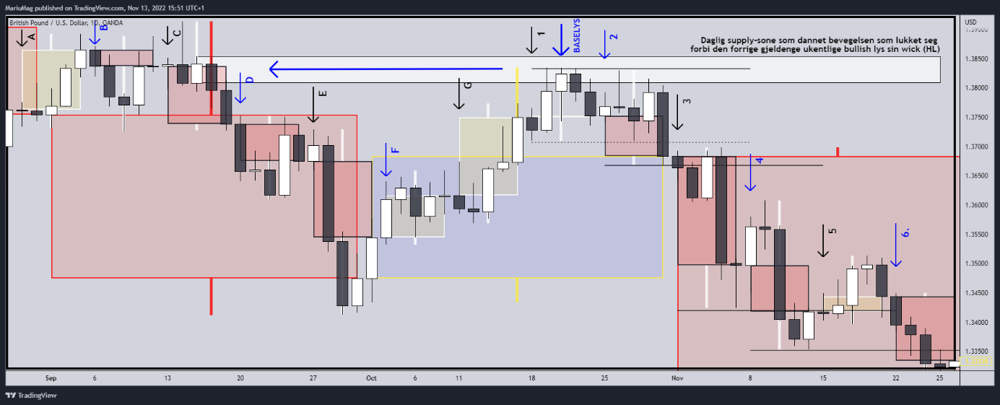 MariuMag published on TradingView.com, Nov 13, 2022 15:51 UTC+1
British Pound / U.S. Dollar, 1D, OANDA
USD
A
B
C
D
E
F
G
1
BASELYS
2
3
4
5
6.
Daglig supply-sone som dannet bevegelsen som lukket seg
forbi den forrige gjeldenge ukentlige bullish lys sin wick (HL)
1.39000
1.38500
1.38000
1.37500
1.37000
1.36500
1.36000
1.35500
1.35000
1.34500
1.34000
1.33500
Sep
6
13
20
27
Oct
6
11
18
25
Nov
8
15
22
25
TradingView